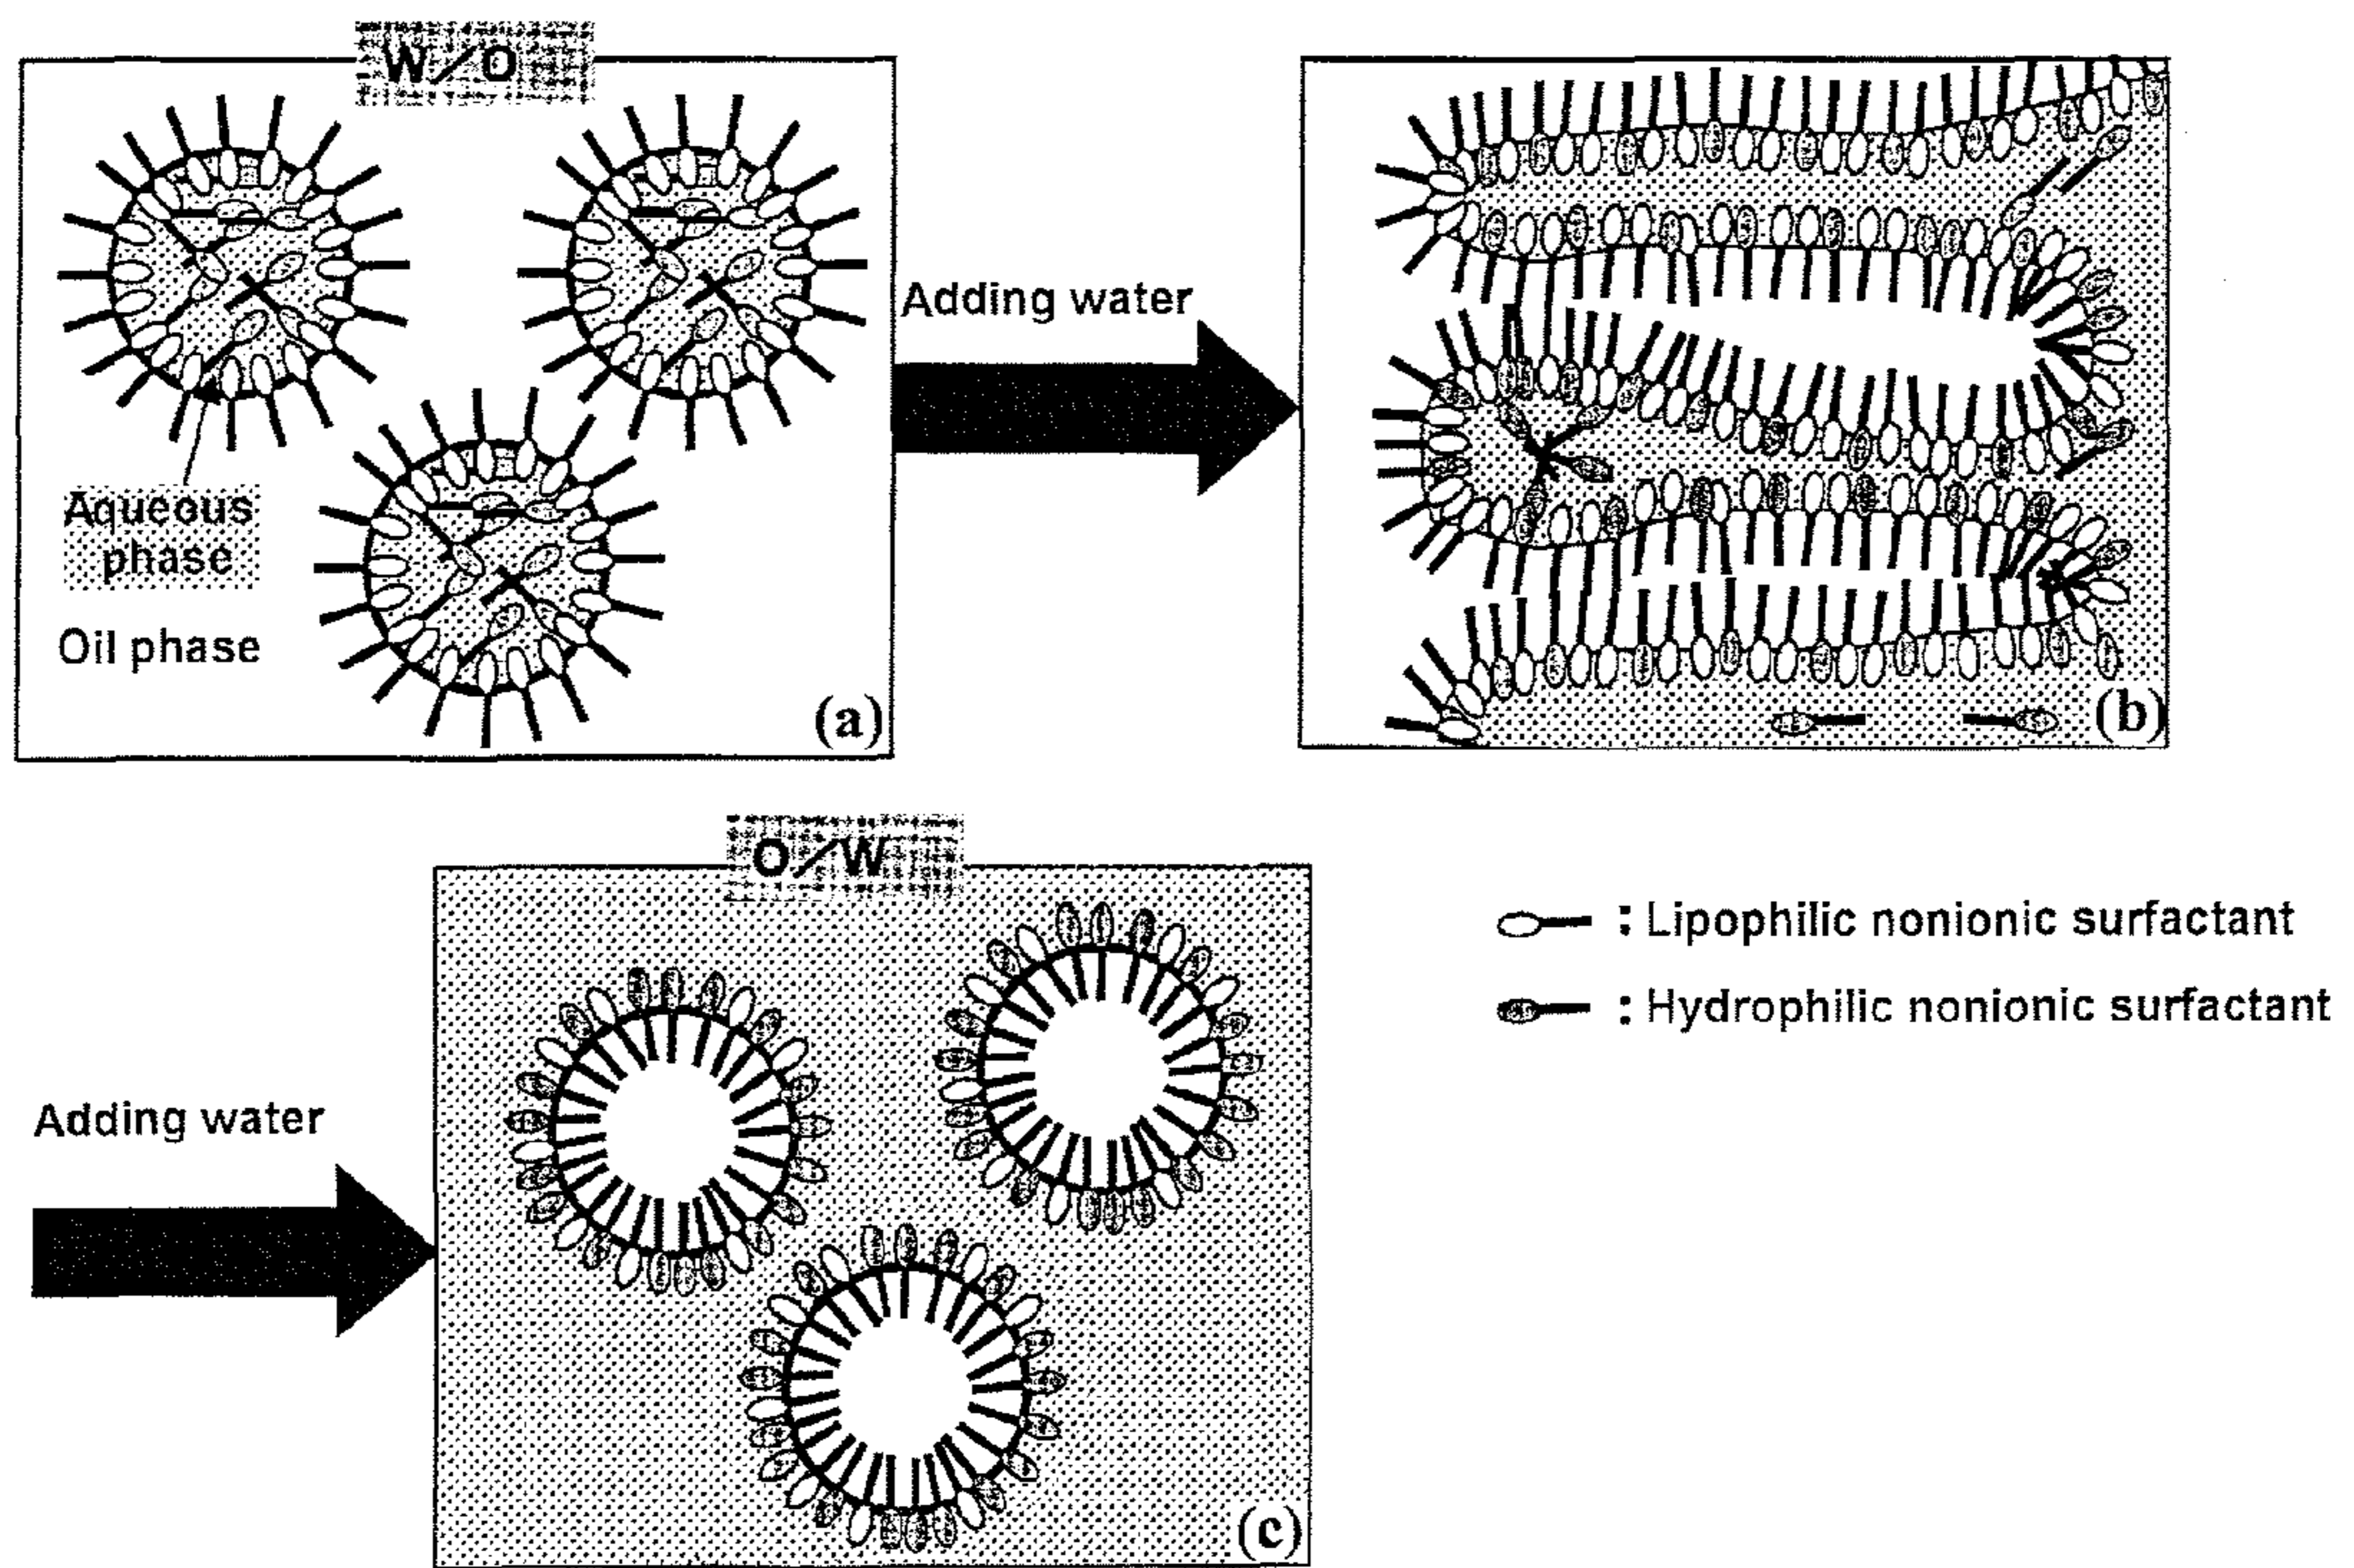 W/O
Adding water
Aqueous
phase
Oil phase
(a)
(b)
O/W
: Lipophilic nonionic surfactant
: Hydrophilic nonionic surfactant
Adding water
(c)